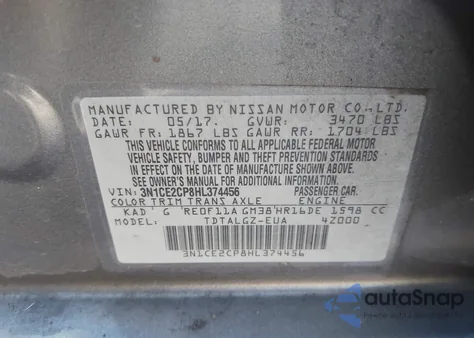 MANUFACTURED BY NISSAN MOTOR CO., LTD.
DATE: 05/17. GVWR: 3470 LBS
GAWR FR: 1867 LBS GAWR RR: 1704 LBS
THIS VEHICLE CONFORMS TO ALL APPLICABLE FEDERAL MOTOR
VEHICLE SAFETY, BUMPER AND THEFT PREVENTION STANDARDS
IN EFFECT ON THE DATE OF MANUFACTURE SHOWN ABOVE.
SEE OWNER'S MANUAL FOR ADDITIONAL INFORMATION.
VIN: 3N1CE2CP8HL374456 PASSENGER CAR.
COLOR TRIM TRANS AXLE ENGINE
KAD G RE0F11A GM38 HR16DE 1598 CC
MODEL: TDTALGZ-EUA 4Z000
3N1CE2CP8HL374456
autoSnap